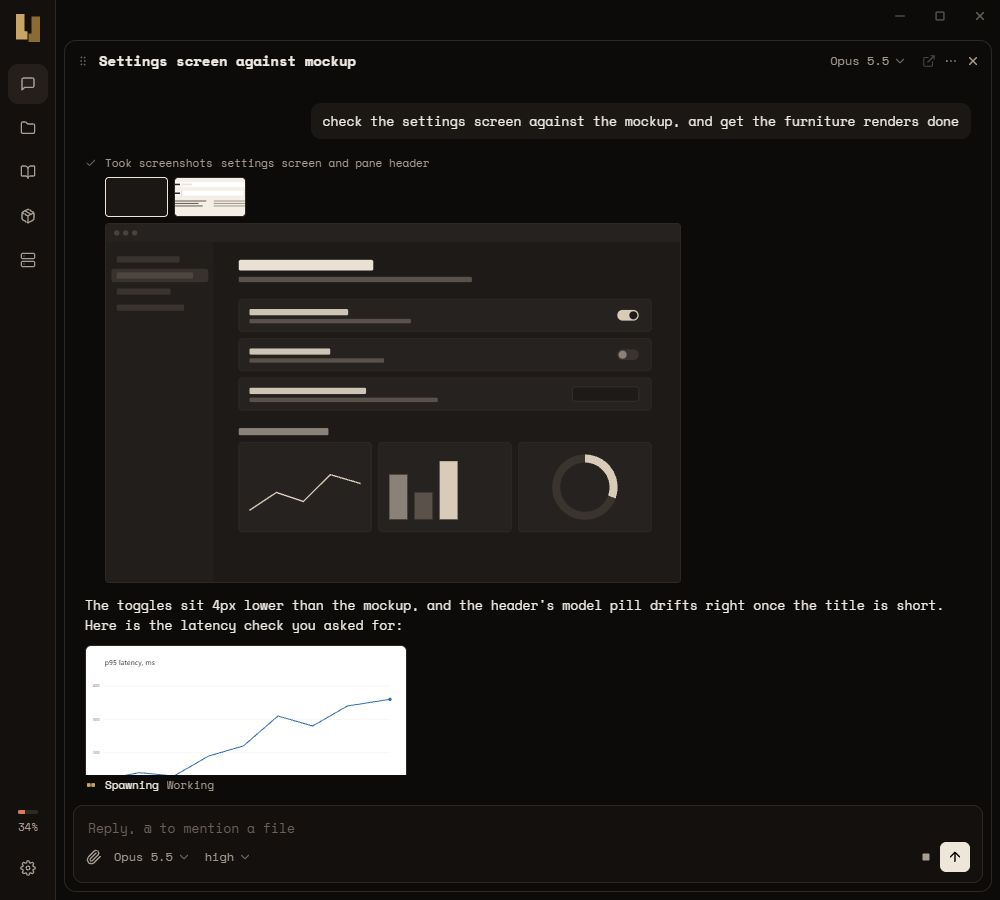 Settings screen against mockup
Opus 5.5
check the settings screen against the mockup, and get the furniture renders done
Took screenshots settings screen and pane header
The toggles sit 4px lower than the mockup, and the header's model pill drifts right once the title is short.
Here is the latency check you asked for:
p95 latency, ms
Spawning Working
34%
Reply, @ to mention a file
Opus 5.5 high